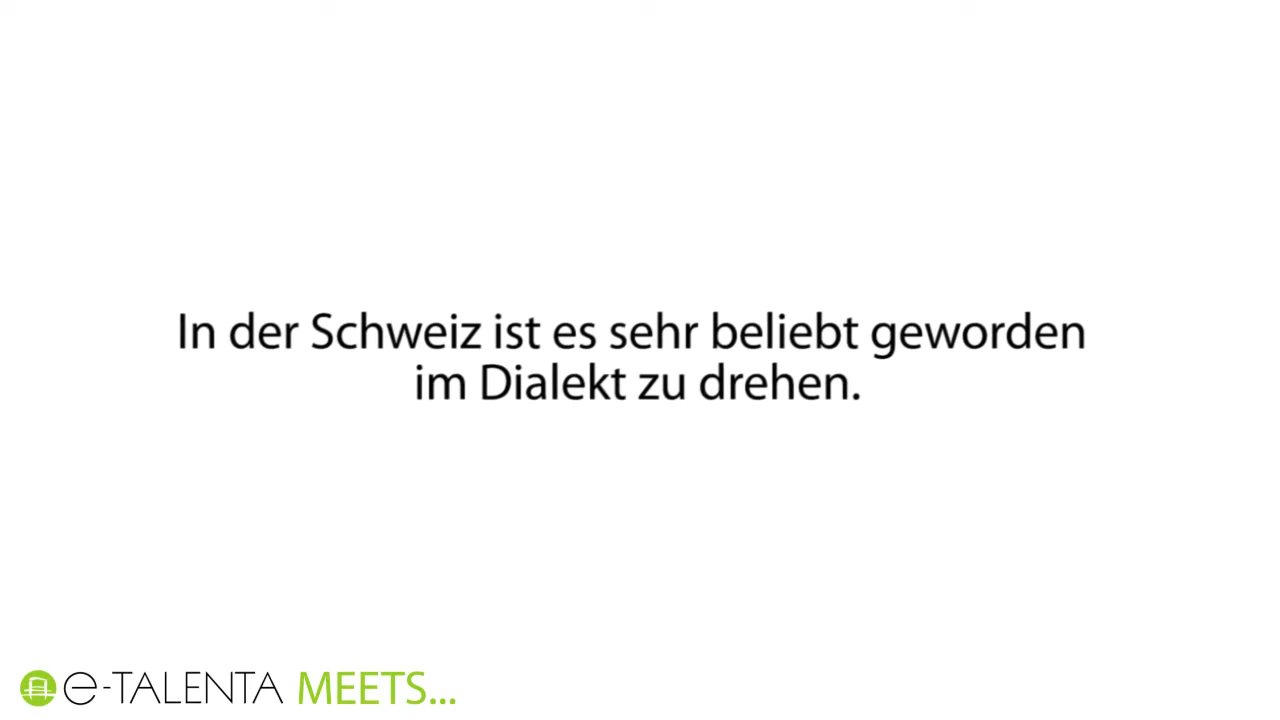 In der Schweiz ist es sehr beliebt geworden
im Dialekt zu drehen.
e-TALENTA MEETS...